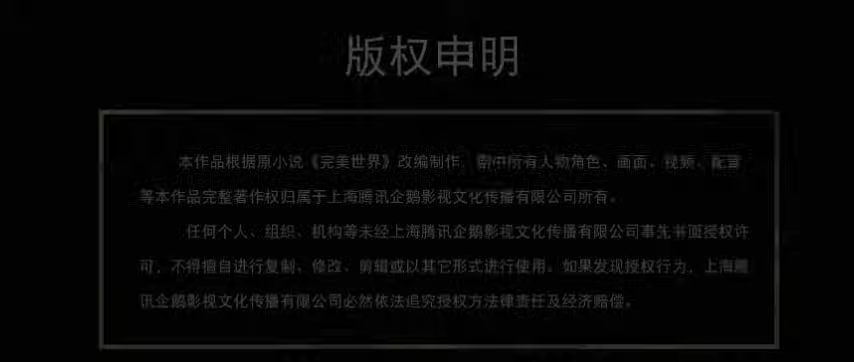 版权申明
本作品根据原小说《完美世界》改编制作，剧中所有人物角色、画面、视频、配音
等本作品完整著作权归属于上海腾讯企鹅影视文化传播有限公司所有。
任何个人、组织、机构等未经上海腾讯企鹅影视文化传播有限公司事先书面授权许
可，不得擅自进行复制、修改、剪辑或以其它形式进行使用。如果发现授权行为，上海腾
讯企鹅影视文化传播有限公司必然依法追究授权方法律责任及经济赔偿。